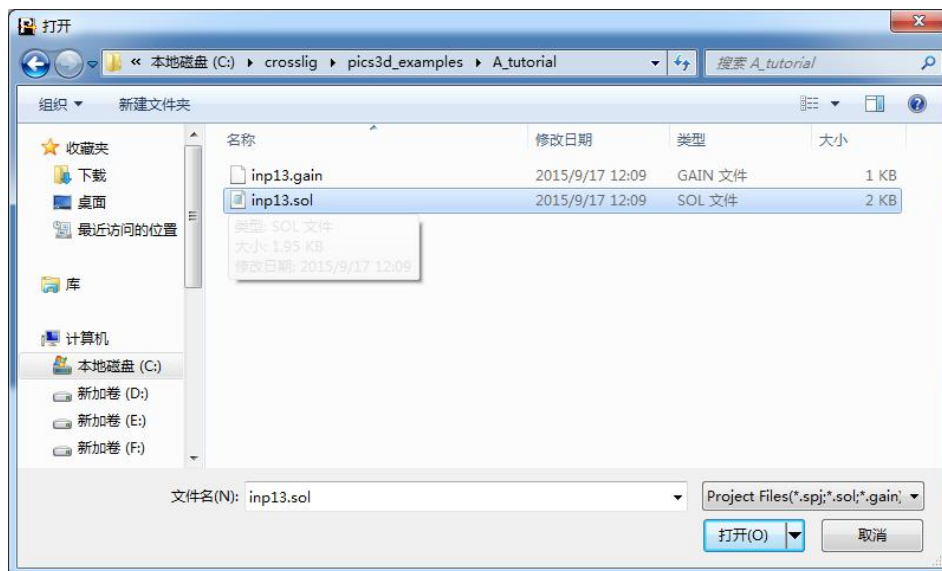 打开
« 本地磁盘 (C:) ▸ crosslig ▸ pics3d_examples ▸ A_tutorial
搜索 A_tutorial
组织 新建文件夹
名称 修改日期 类型 大小
收藏夹
下载
桌面
最近访问的位置
库
计算机
本地磁盘 (C:)
新加卷 (D:)
新加卷 (E:)
新加卷 (F:)
inp13.gain 2015/9/17 12:09 GAIN 文件 1 KB
inp13.sol 2015/9/17 12:09 SOL 文件 2 KB
类型: SOL 文件
大小: 1.95 KB
修改日期: 2015/9/17 12:09
文件名(N): inp13.sol
Project Files(*.spj;*.sol;*.gain;
打开(O) 取消